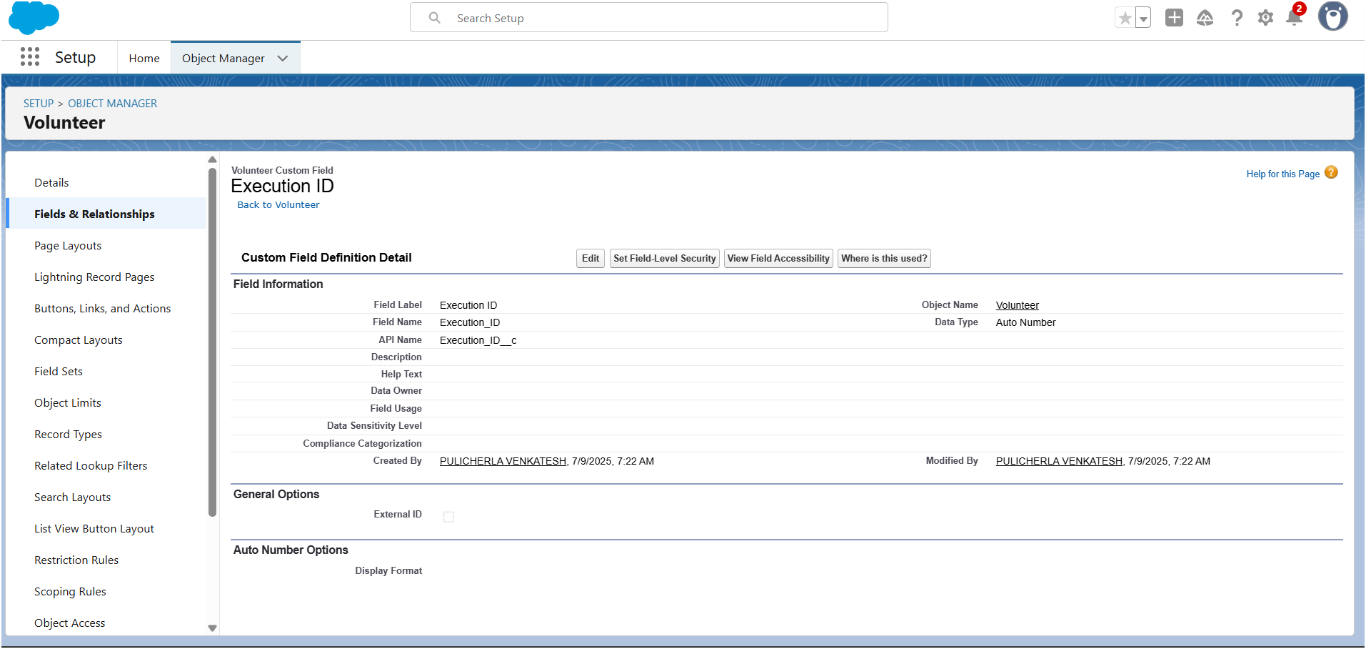 Search Setup
2
Setup
Home
Object Manager
SETUP > OBJECT MANAGER
Volunteer
Details
Fields & Relationships
Page Layouts
Lightning Record Pages
Buttons, Links, and Actions
Compact Layouts
Field Sets
Object Limits
Record Types
Related Lookup Filters
Search Layouts
List View Button Layout
Restriction Rules
Scoping Rules
Object Access
Volunteer Custom Field
Execution ID
Back to Volunteer
Help for this Page ?
Custom Field Definition Detail
Edit
Set Field-Level Security
View Field Accessibility
Where is this used?
Field Information
Field Label Execution ID
Object Name Volunteer
Field Name Execution_ID
Data Type Auto Number
API Name Execution_ID__c
Description
Help Text
Data Owner
Field Usage
Data Sensitivity Level
Compliance Categorization
Created By PULICHERLA VENKATESH, 7/9/2025, 7:22 AM
Modified By PULICHERLA VENKATESH, 7/9/2025, 7:22 AM
General Options
External ID
Auto Number Options
Display Format